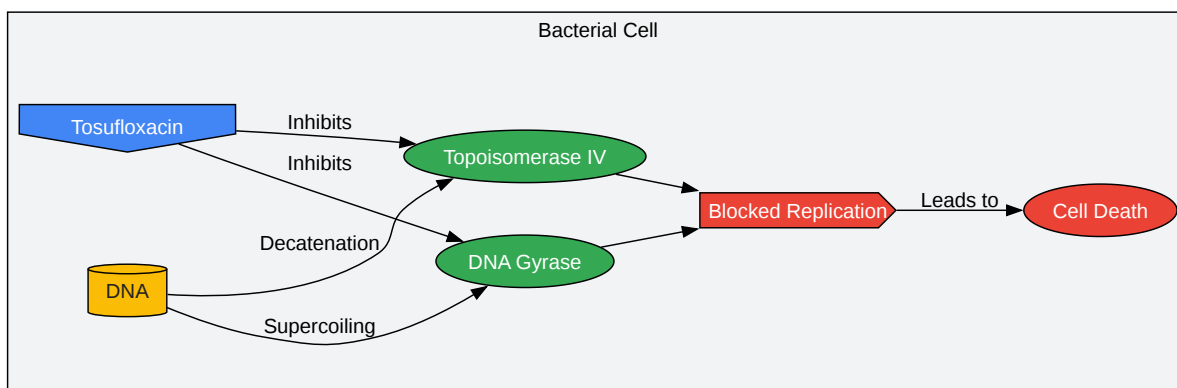 Bacterial Cell
Tosufloxacin
Inhibits
Inhibits
Topoisomerase IV
Blocked Replication
Leads to
Cell Death
Decatenation
DNA Gyrase
DNA
Supercoiling